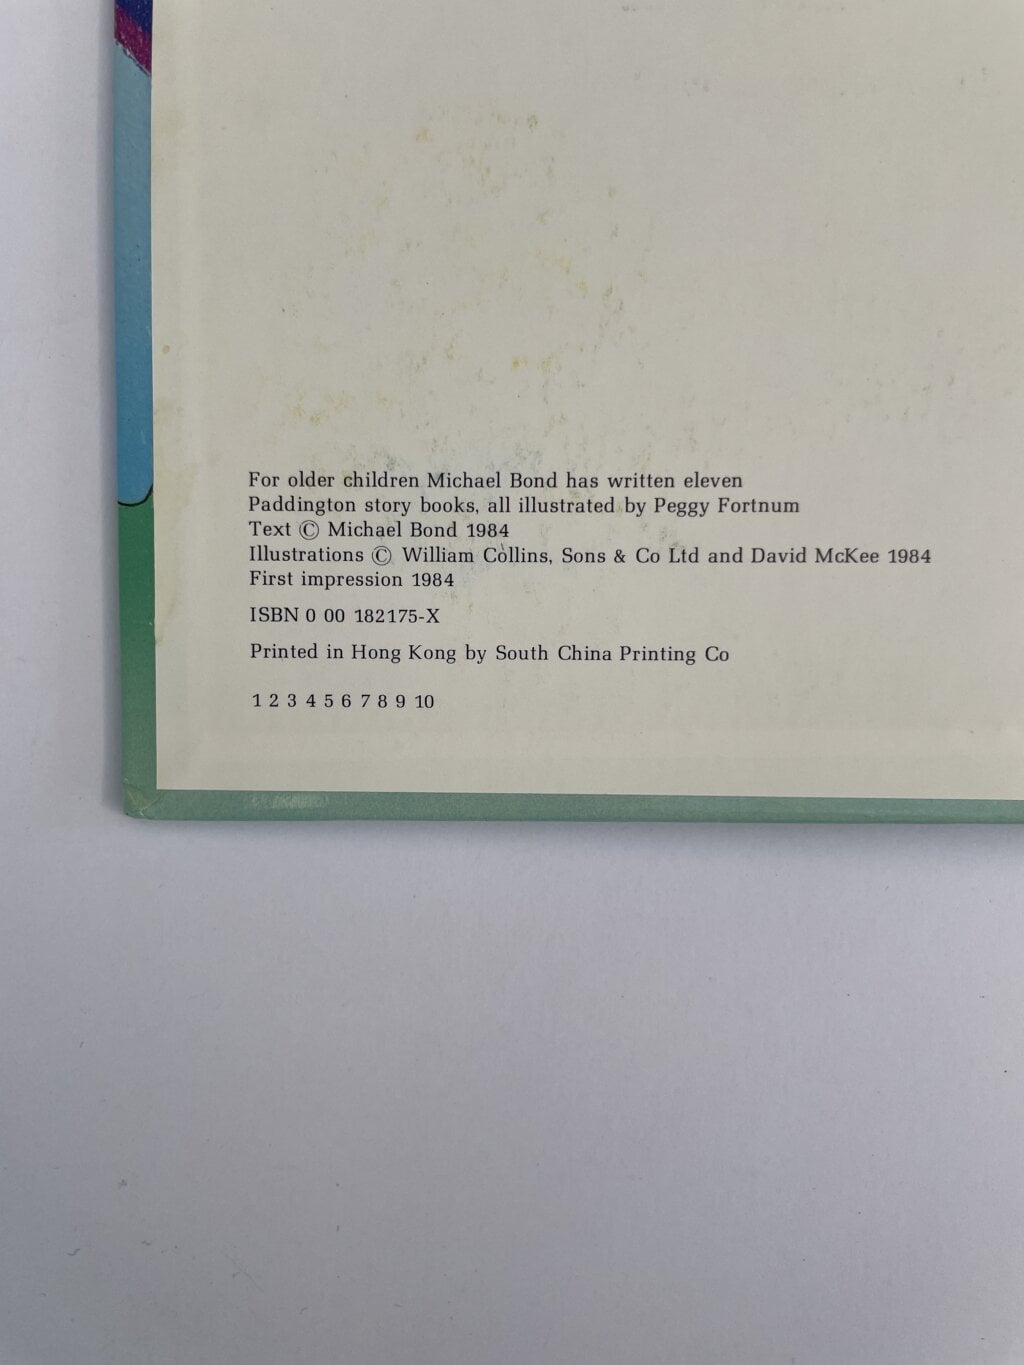 For older children Michael Bond has written eleven
Paddington story books, all illustrated by Peggy Fortnum
Text © Michael Bond 1984
Illustrations © William Collins, Sons & Co Ltd and David McKee 1984
First impression 1984
ISBN 0 00 182175-X
Printed in Hong Kong by South China Printing Co
1 2 3 4 5 6 7 8 9 10